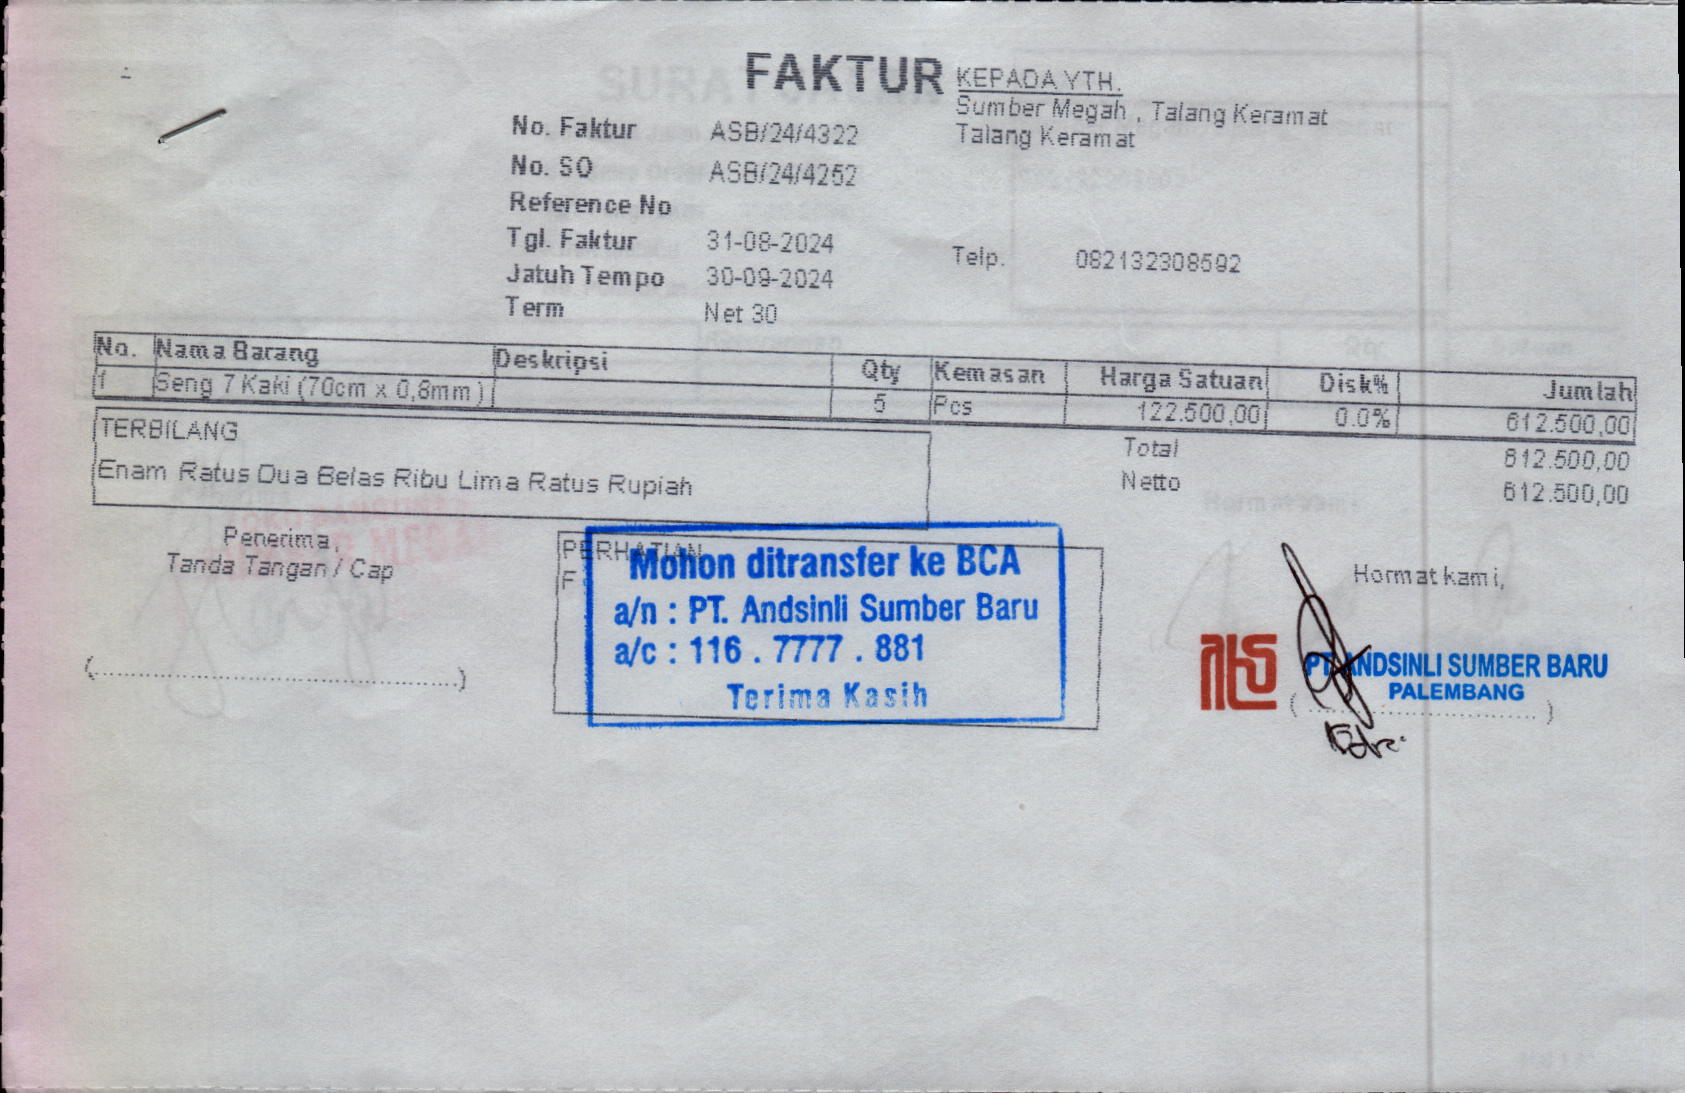 FAKTUR
KEPADA YTH.
Sumber Megah , Talang Keramat
Talang Keramat
No. Faktur ASB/24/4322
No. SO ASB/24/4252
Reference No
Tgl. Faktur 31-08-2024
Telp. 082132308592
Jatuh Tempo 30-09-2024
Term Net 30
No. Nama Barang Deskripsi Qty Kemasan Harga Satuan Disk% Jumlah
1 Seng 7 Kaki (70cm x 0,8mm) 5 Pcs 122.500,00 0.0% 612.500,00
TERBILANG
Total 612.500,00
Enam Ratus Dua Belas Ribu Lima Ratus Rupiah
Netto 612.500,00
Penerima,
Tanda Tangan / Cap
PERHATIAN
F
Mohon ditransfer ke BCA
a/n : PT. Andsinli Sumber Baru
a/c : 116 . 7777 . 881
Terima Kasih
Hormat kami,
PT. ANDSINLI SUMBER BARU
PALEMBANG
(..........................................)
(..........................................)